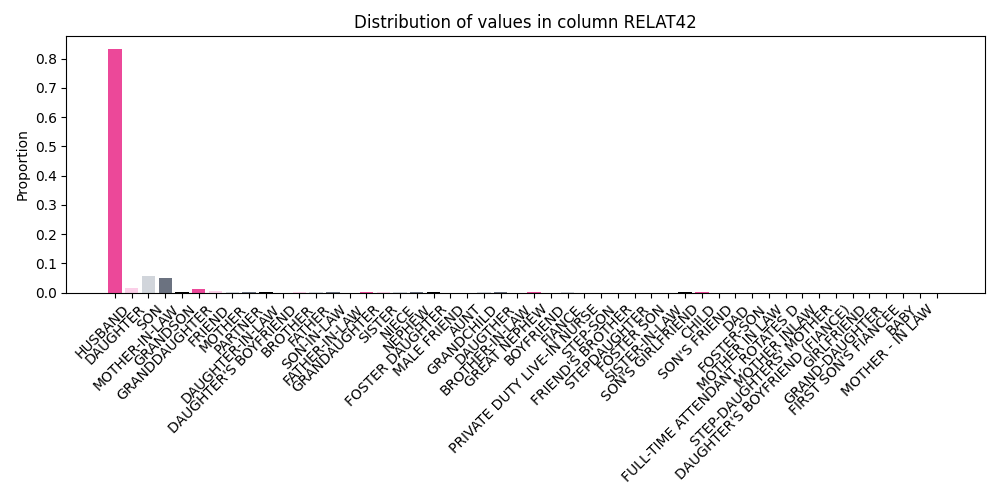 Distribution of values in column RELAT42
Proportion
0.8
0.7
0.6
0.5
0.4
0.3
0.2
0.1
0.0
HUSBAND
DAUGHTER
SON
MOTHER-IN-LAW
GRANDSON
GRANDDAUGHTER
FRIEND
MOTHER
PARTNER
DAUGHTER-IN-LAW
DAUGHTER'S BOYFRIEND
BROTHER
FATHER
SON-IN-LAW
FATHER-IN-LAW
GRANDAUGHTER
SISTER
NIECE
NEPHEW
FOSTER DAUGHTER
MALE FRIEND
AUNT
GRANDCHILD
DAUGHTER
BROTHER-IN-LAW
GREAT NEPHEW
BOYFRIEND
FIANCE
PRIVATE DUTY LIVE-IN NURSE
STEP-SON
FRIEND'S BROTHER
STEPDAUGHTER
FOSTER SON
SISTER-IN-LAW
SON'S GIRLFRIEND
CHILD
SON'S FRIEND
DAD
FOSTER-SON
MOTHER IN LAW
FULL-TIME ATTENDANT, ROTATES D
MOTHER INLAW
STEP-DAUGHTERS' MOTHER
DAUGHTER'S BOYFRIEND (FIANCE)
GIRLFRIEND
GRAND-DAUGHTER
FIRST SON'S FIANCEE
BABY
MOTHER - IN LAW